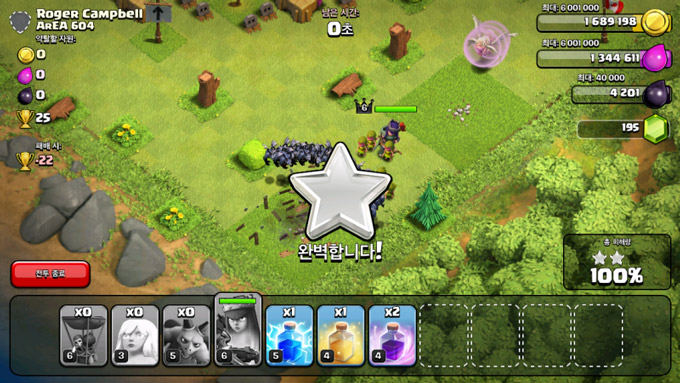 Roger Campbell
AREA 604
약탈할 자원:
0
0
0
25
패배 시:
-22
남은 시간:
0초
최대: 6 001 000
1 689 198
최대: 6 001 000
1 344 611
최대: 40 000
4 201
195
6
완벽합니다!
전투 종료
총 피해량
100%
x0 x0 x0 x1 x1 x2
6 3 5 6 5 4 4